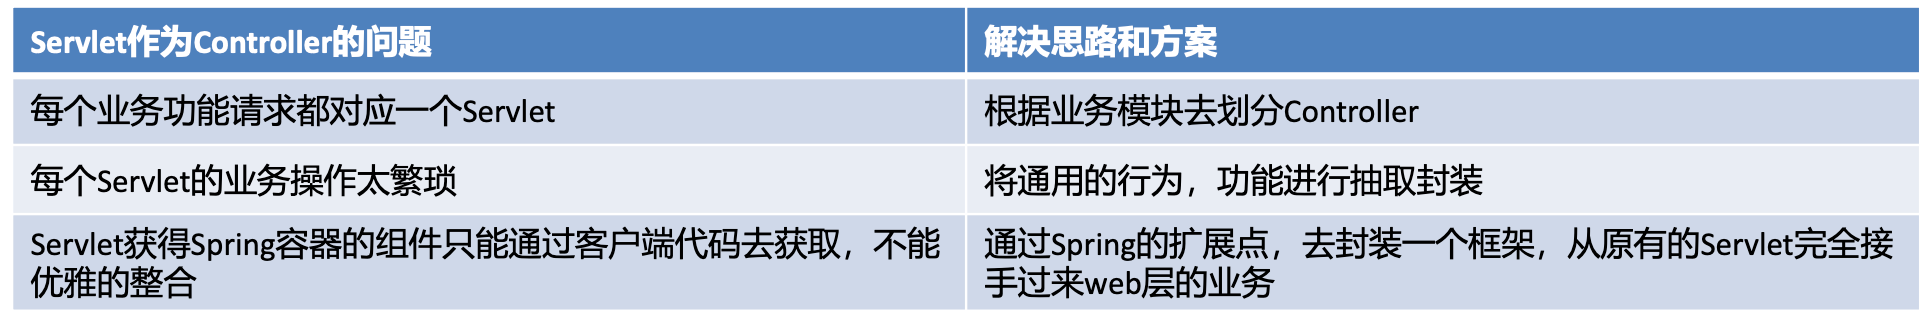 Servlet作为Controller的问题
解决思路和方案
每个业务功能请求都对应一个Servlet
根据业务模块去划分Controller
每个Servlet的业务操作太繁琐
将通用的行为，功能进行抽取封装
Servlet获得Spring容器的组件只能通过客户端代码去获取，不能
优雅的整合
通过Spring的扩展点，去封装一个框架，从原有的Servlet完全接
手过来web层的业务